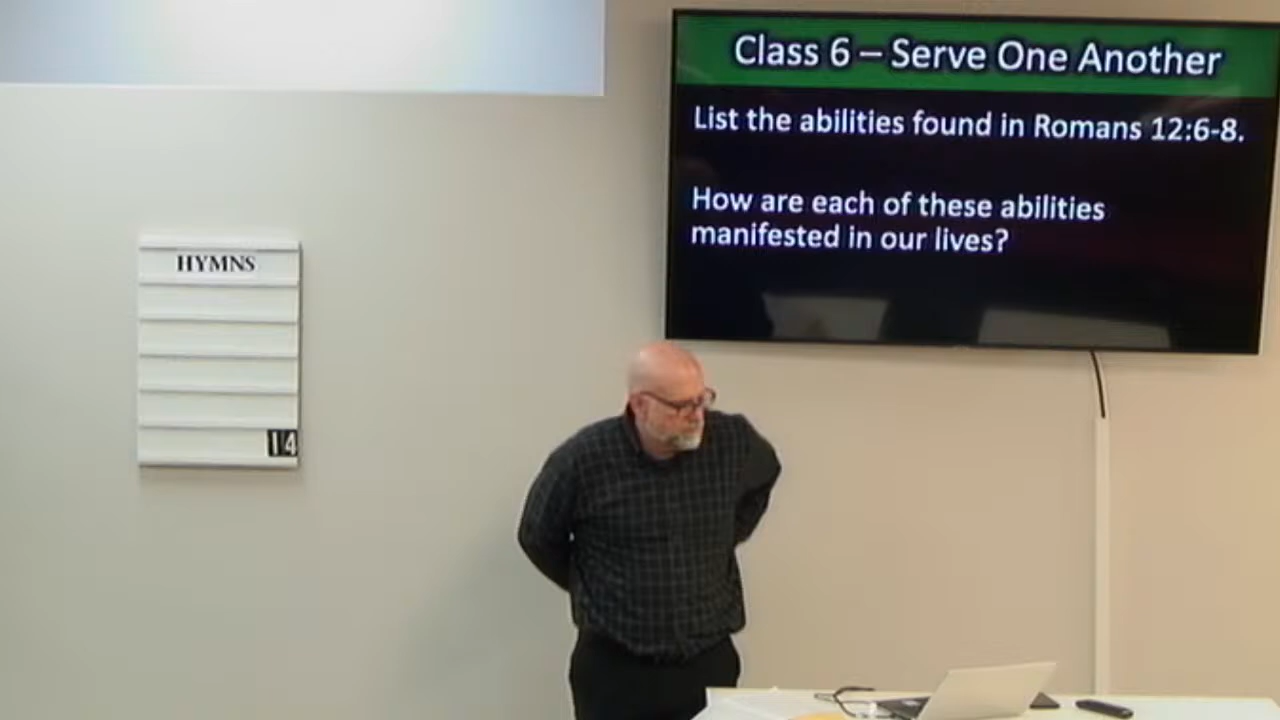 Class 6 – Serve One Another
List the abilities found in Romans 12:6-8.
How are each of these abilities
manifested in our lives?
HYMNS
14